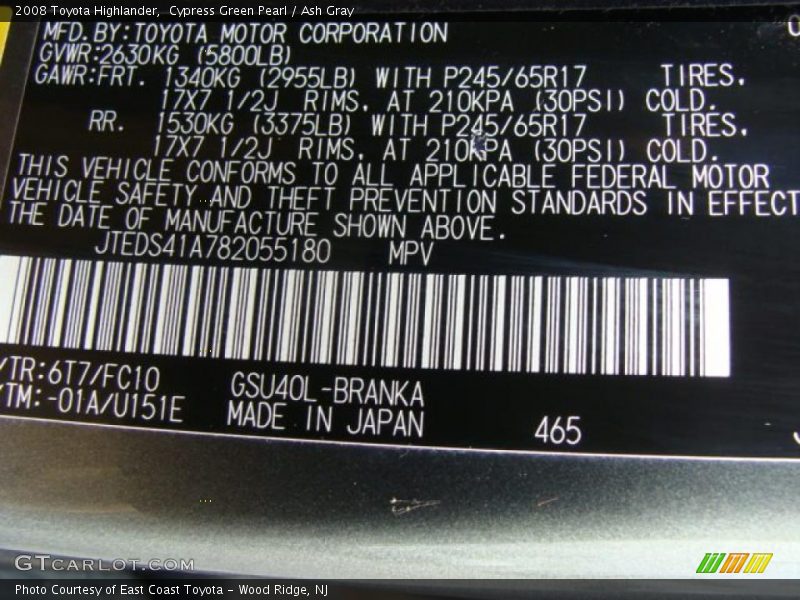 2008 Toyota Highlander,  Cypress Green Pearl / Ash Gray
MFD.BY:TOYOTA MOTOR CORPORATION
GVWR:2630KG (5800LB)
GAWR:FRT. 1340KG (2955LB) WITH P245/65R17 TIRES,
17X7 1/2J RIMS, AT 210KPA (30PSI) COLD.
RR. 1530KG (3375LB) WITH P245/65R17 TIRES,
17X7 1/2J RIMS, AT 210KPA (30PSI) COLD.
THIS VEHICLE CONFORMS TO ALL APPLICABLE FEDERAL MOTOR
VEHICLE SAFETY AND THEFT PREVENTION STANDARDS IN EFFECT
THE DATE OF MANUFACTURE SHOWN ABOVE.
JTEDS41A782055180 MPV
/TR:6T7/FC10
/TM:-01A/U151E
GSU40L-BRANKA
MADE IN JAPAN
465
GTCARLOT.COM
Photo Courtesy of East Coast Toyota - Wood Ridge, NJ